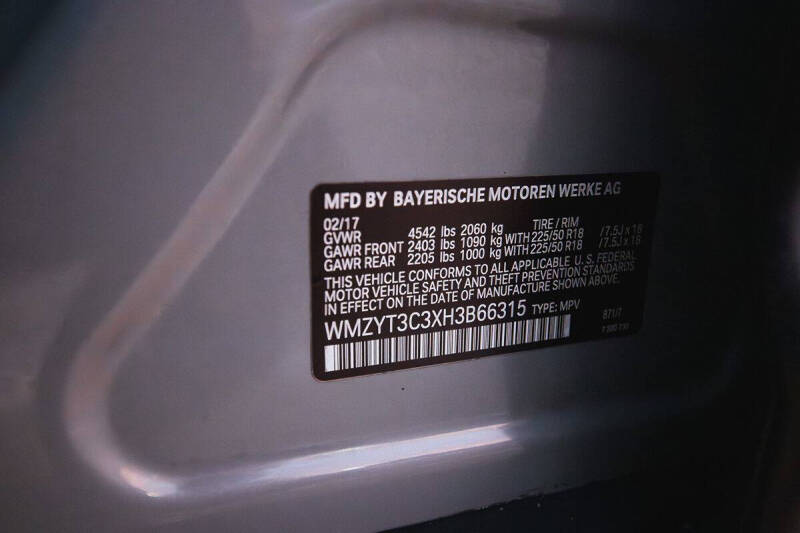 MFD BY BAYERISCHE MOTOREN WERKE AG
02/17 TIRE / RIM
GVWR 4542 lbs 2060 kg
GAWR FRONT 2403 lbs 1090 kg WITH 225/50 R18 /7.5J x 18
GAWR REAR 2205 lbs 1000 kg WITH 225/50 R18 /7.5J x 18
THIS VEHICLE CONFORMS TO ALL APPLICABLE U.S. FEDERAL
MOTOR VEHICLE SAFETY AND THEFT PREVENTION STANDARDS
IN EFFECT ON THE DATE OF MANUFACTURE SHOWN ABOVE.
WMZYT3C3XH3B66315 TYPE: MPV